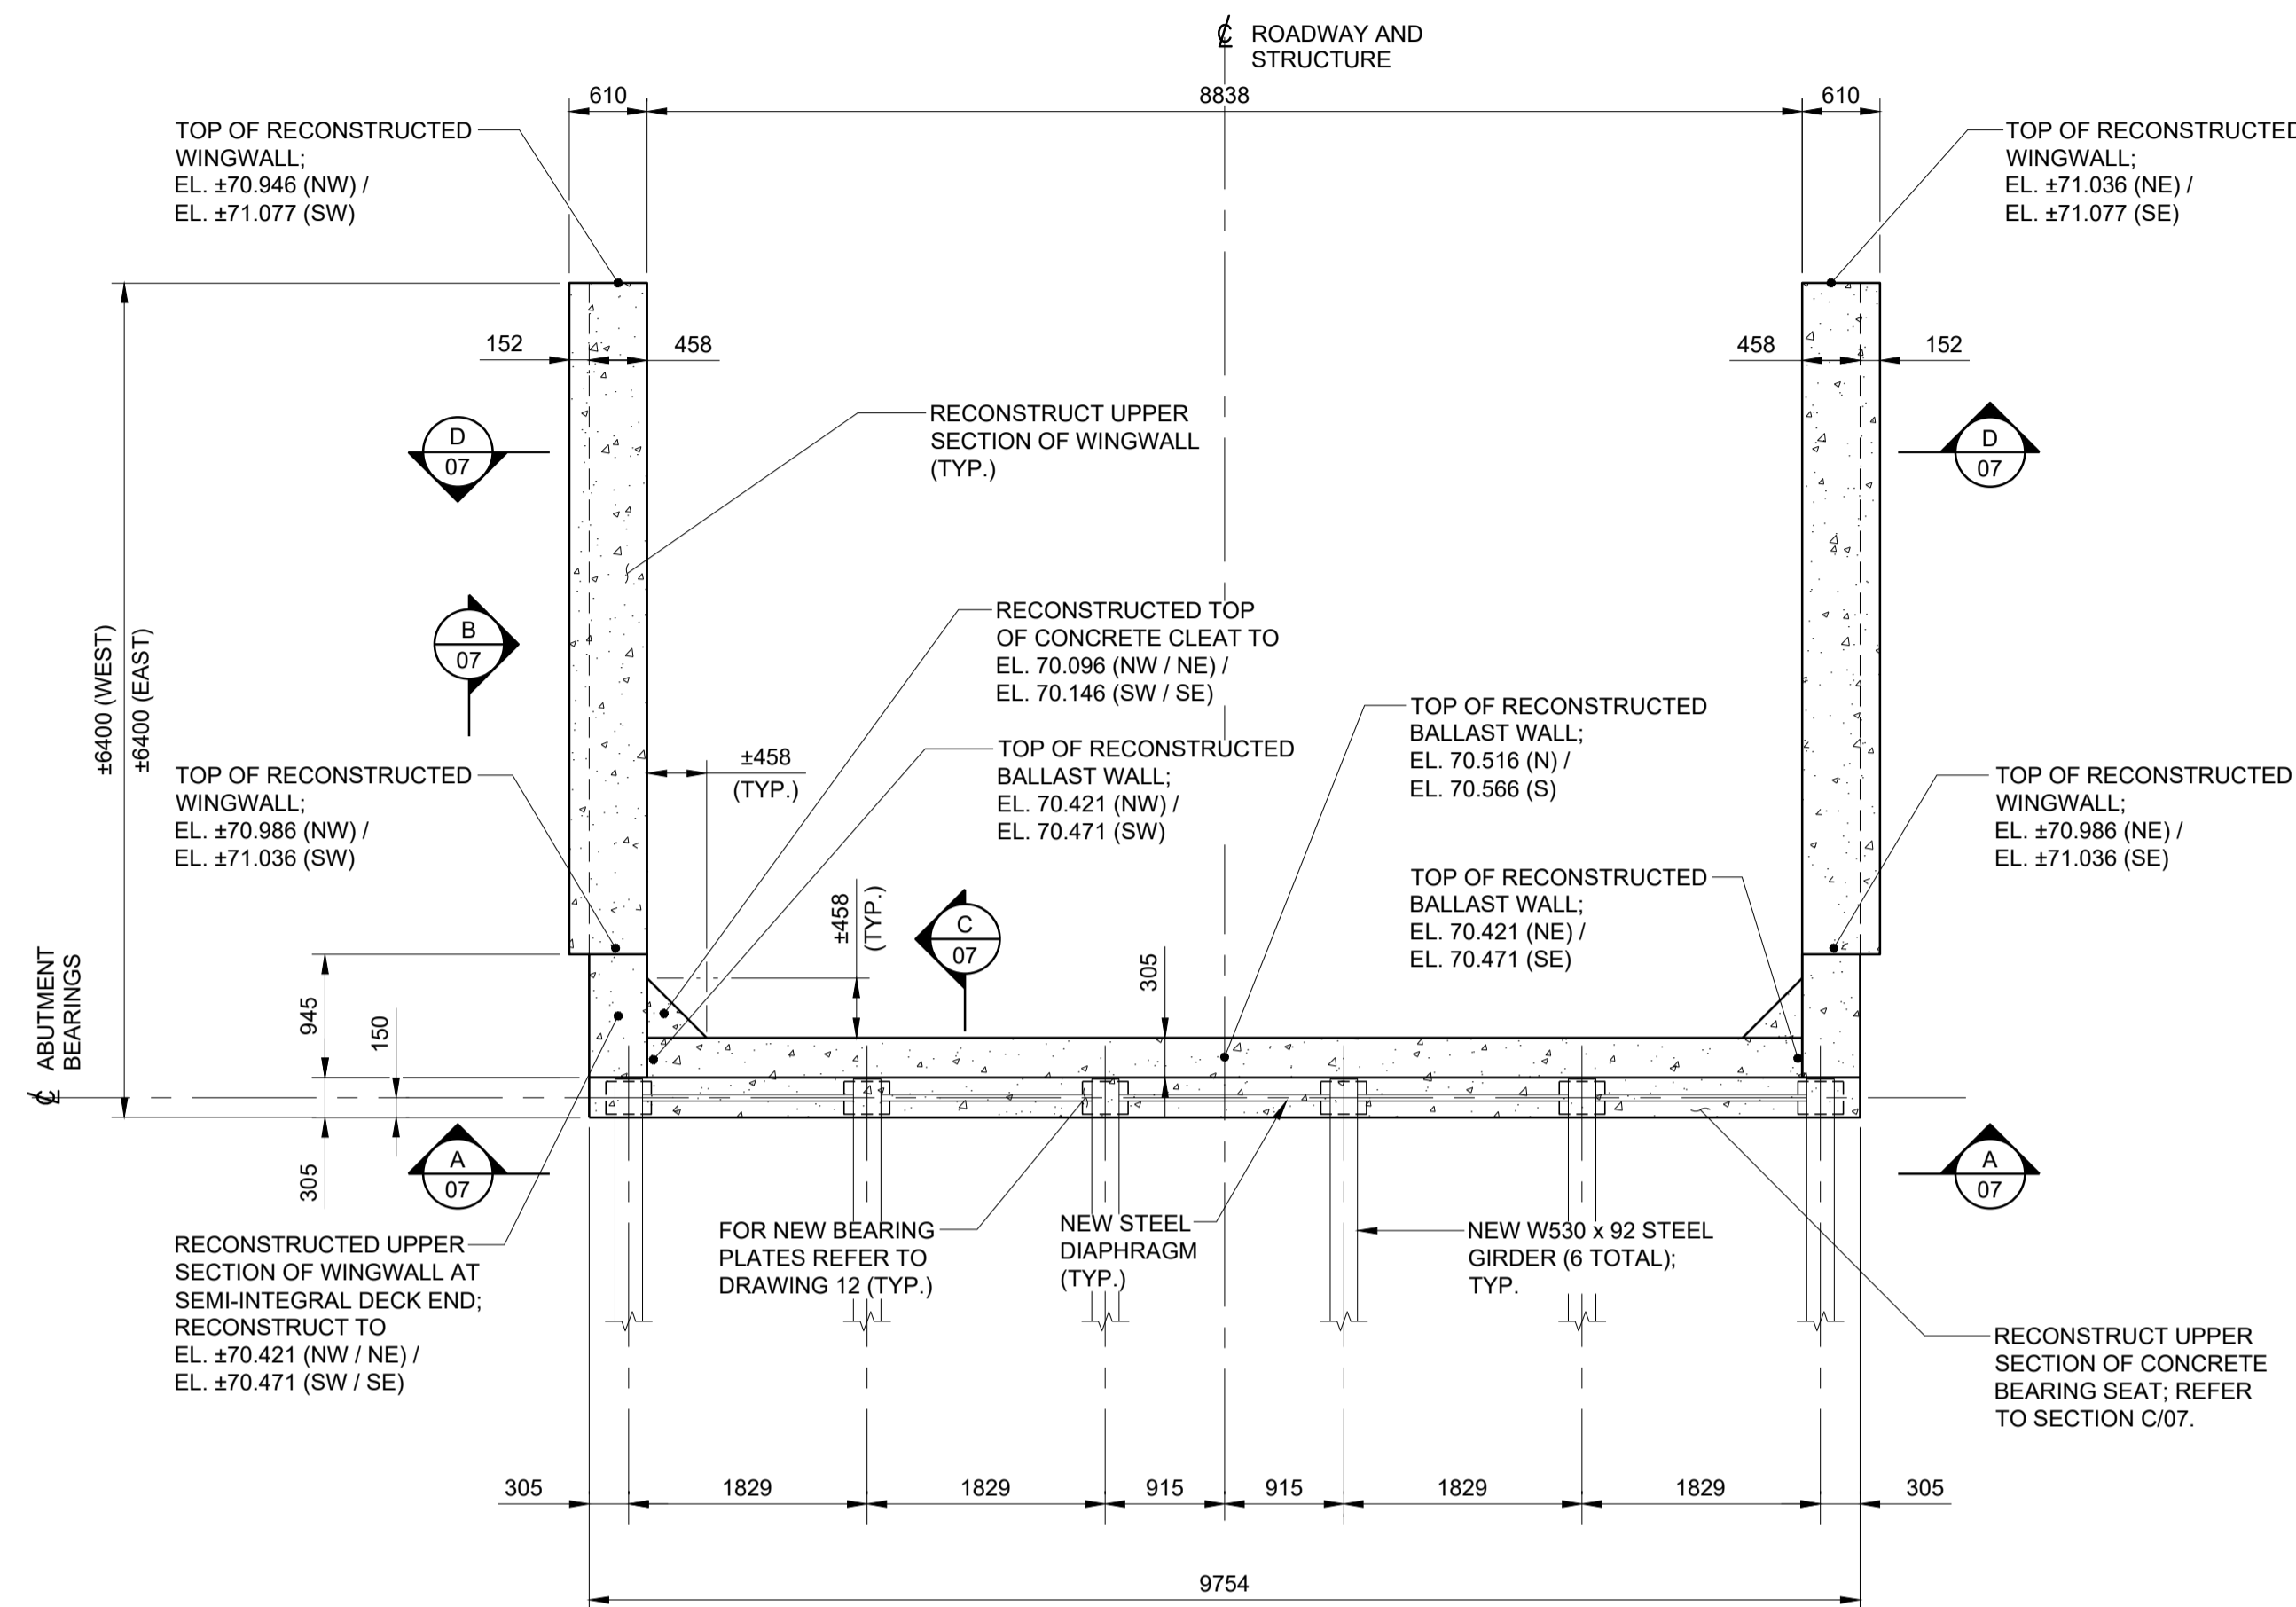 ℄ ROADWAY AND
STRUCTURE
610
8838
610
TOP OF RECONSTRUCTED
WINGWALL;
EL. ±70.946 (NW) /
EL. ±71.077 (SW)
TOP OF RECONSTRUCTED
WINGWALL;
EL. ±71.036 (NE) /
EL. ±71.077 (SE)
152
458
458
152
D
07
RECONSTRUCT UPPER
SECTION OF WINGWALL
(TYP.)
D
07
B
07
RECONSTRUCTED TOP
OF CONCRETE CLEAT TO
EL. 70.096 (NW / NE) /
EL. 70.146 (SW / SE)
±6400 (WEST)
±6400 (EAST)
TOP OF RECONSTRUCTED
WINGWALL;
EL. ±70.986 (NW) /
EL. ±71.036 (SW)
±458
(TYP.)
TOP OF RECONSTRUCTED
BALLAST WALL;
EL. 70.421 (NW) /
EL. 70.471 (SW)
TOP OF RECONSTRUCTED
BALLAST WALL;
EL. 70.516 (N) /
EL. 70.566 (S)
TOP OF RECONSTRUCTED
WINGWALL;
EL. ±70.986 (NE) /
EL. ±71.036 (SE)
TOP OF RECONSTRUCTED
BALLAST WALL;
EL. 70.421 (NE) /
EL. 70.471 (SE)
±458
(TYP.)
C
07
305
℄ ABUTMENT
BEARINGS
945
150
305
A
07
A
07
RECONSTRUCTED UPPER
SECTION OF WINGWALL AT
SEMI-INTEGRAL DECK END;
RECONSTRUCT TO
EL. ±70.421 (NW / NE) /
EL. ±70.471 (SW / SE)
FOR NEW BEARING
PLATES REFER TO
DRAWING 12 (TYP.)
NEW STEEL
DIAPHRAGM
(TYP.)
NEW W530 x 92 STEEL
GIRDER (6 TOTAL);
TYP.
RECONSTRUCT UPPER
SECTION OF CONCRETE
BEARING SEAT; REFER
TO SECTION C/07.
305
1829
1829
915
915
1829
1829
305
9754